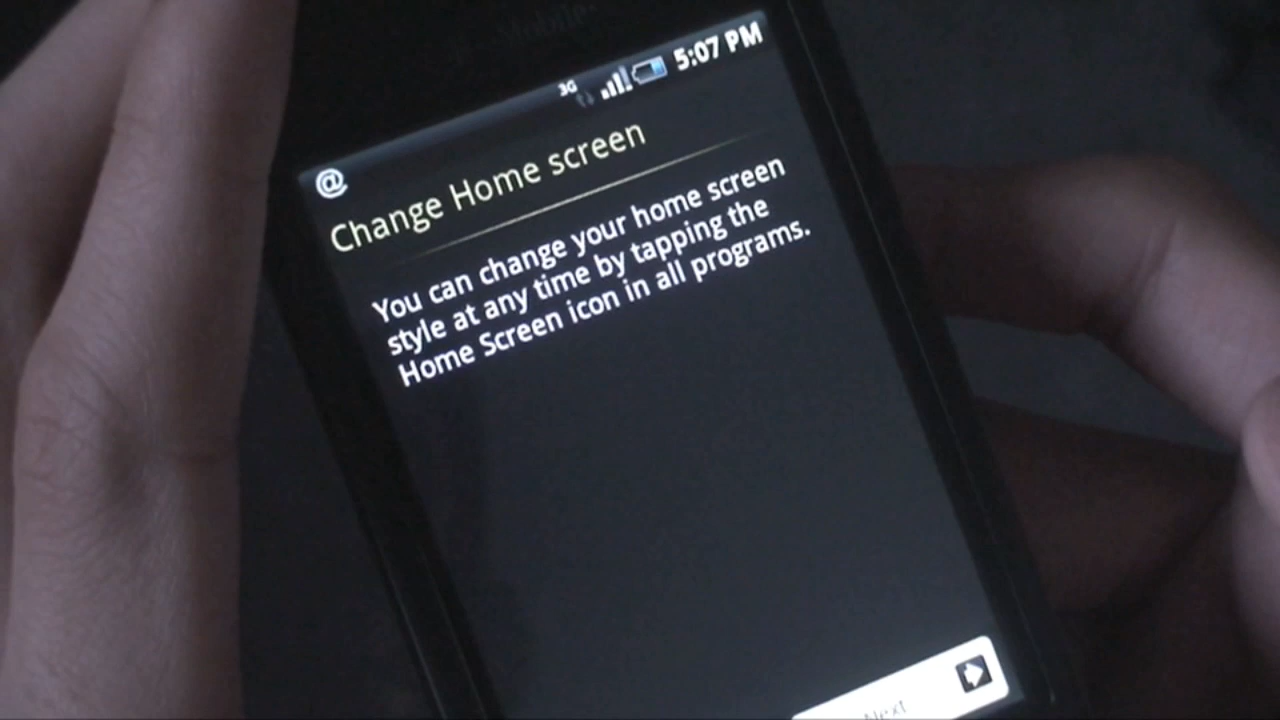 3G
5:07 PM
@
Change Home screen
You can change your home screen
style at any time by tapping the
Home Screen icon in all programs.
Next